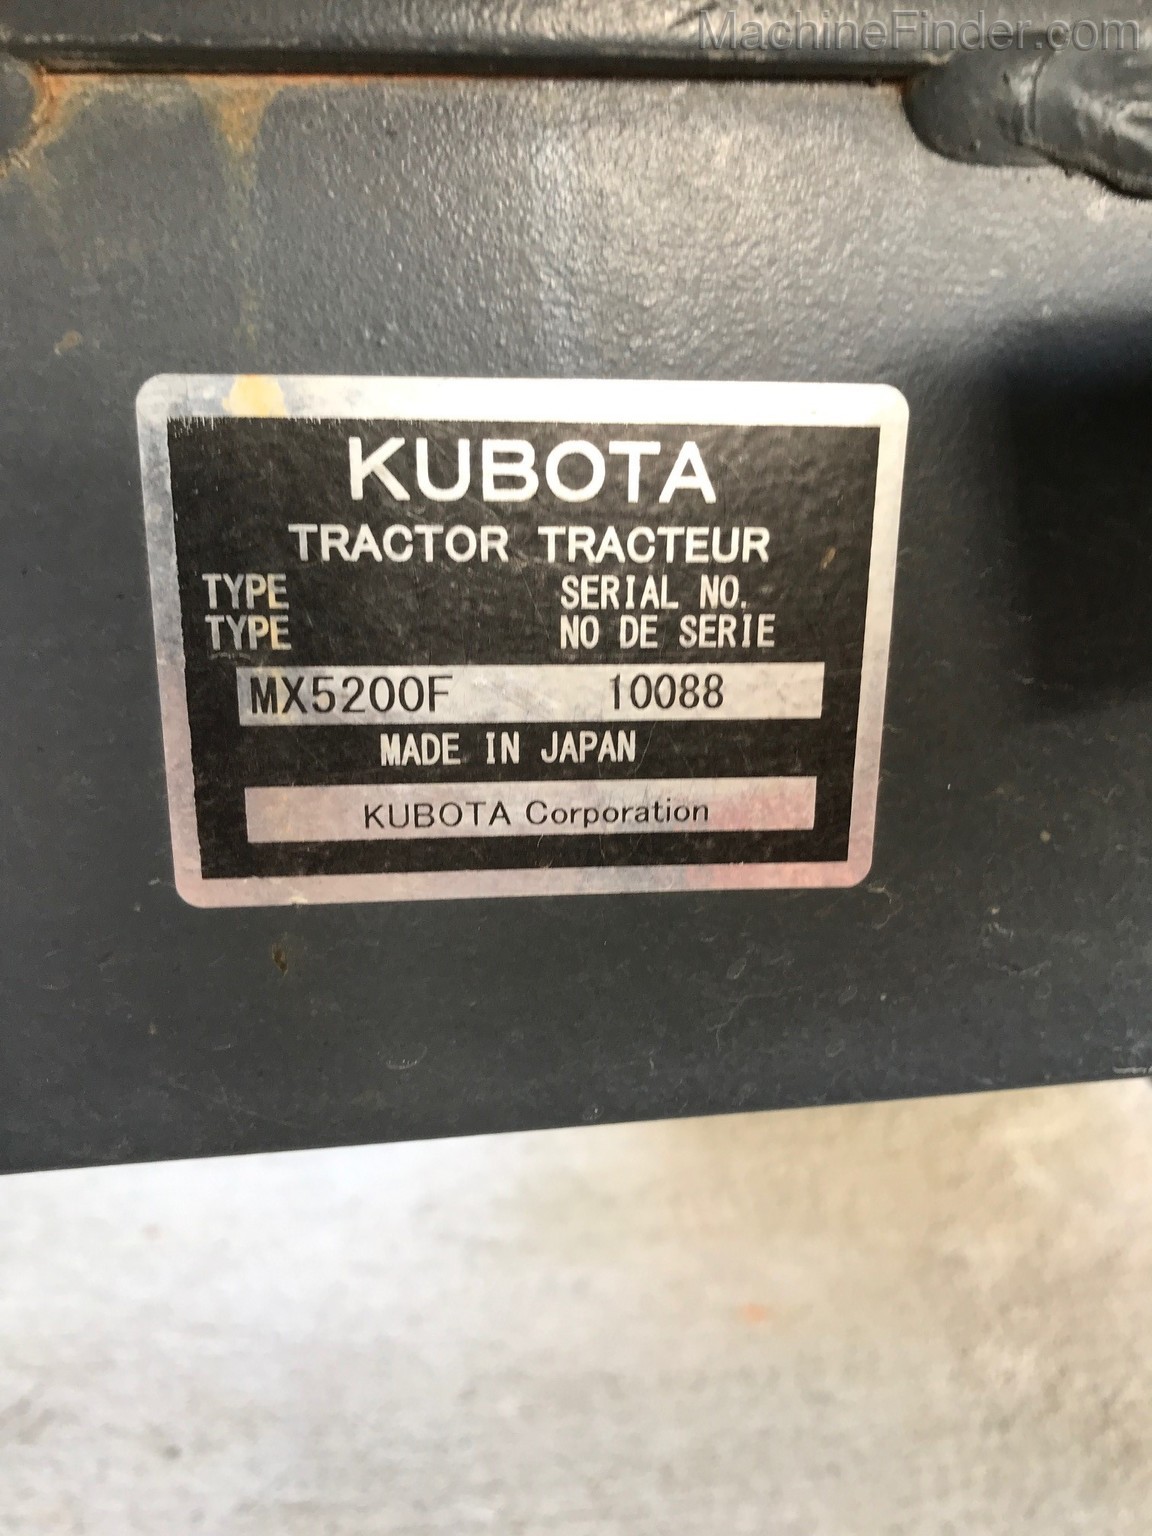 MachineFinder.com
KUBOTA
TRACTOR TRACTEUR
TYPE SERIAL NO.
TYPE NO DE SERIE
MX5200F 10088
MADE IN JAPAN
KUBOTA Corporation